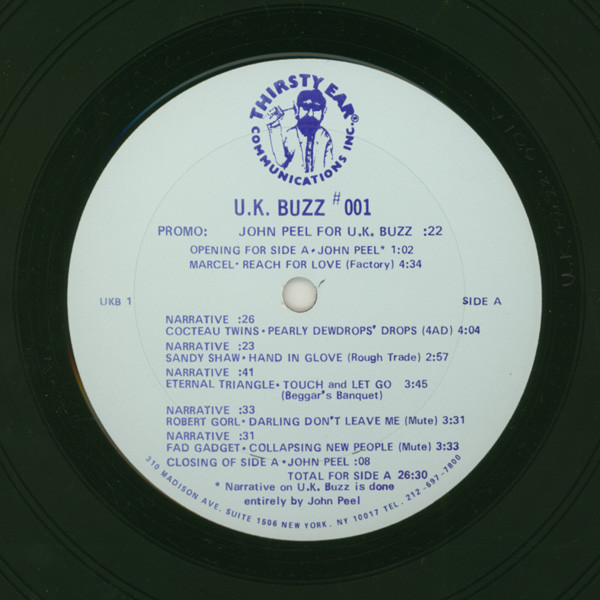 THIRSTY EAR®
COMMUNICATIONS INC.
U.K. BUZZ #001
PROMO: JOHN PEEL FOR U.K. BUZZ :22
OPENING FOR SIDE A • JOHN PEEL* 1:02
MARCEL • REACH FOR LOVE (Factory) 4:34
UKB 1
SIDE A
NARRATIVE :26
COCTEAU TWINS • PEARLY DEWDROPS' DROPS (4AD) 4:04
NARRATIVE :23
SANDY SHAW • HAND IN GLOVE (Rough Trade) 2:57
NARRATIVE :41
ETERNAL TRIANGLE • TOUCH and LET GO 3:45
(Beggar's Banquet)
NARRATIVE :33
ROBERT GORL • DARLING DON'T LEAVE ME (Mute) 3:31
NARRATIVE :31
FAD GADGET • COLLAPSING NEW PEOPLE (Mute) 3:33
CLOSING OF SIDE A • JOHN PEEL :08
TOTAL FOR SIDE A 26:30
* Narrative on U.K. Buzz is done
entirely by John Peel
310 MADISON AVE. SUITE 1506 NEW YORK. NY 10017 TEL. 212-697-7800